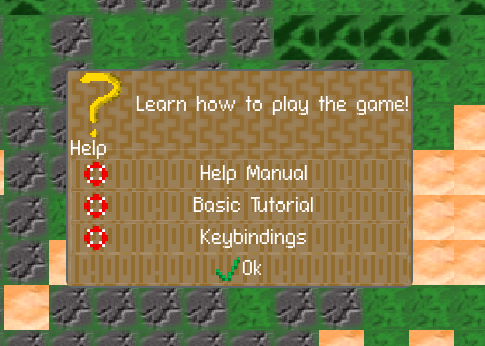 Learn how to play the game!
Help
Help Manual
Basic Tutorial
Keybindings
Ok